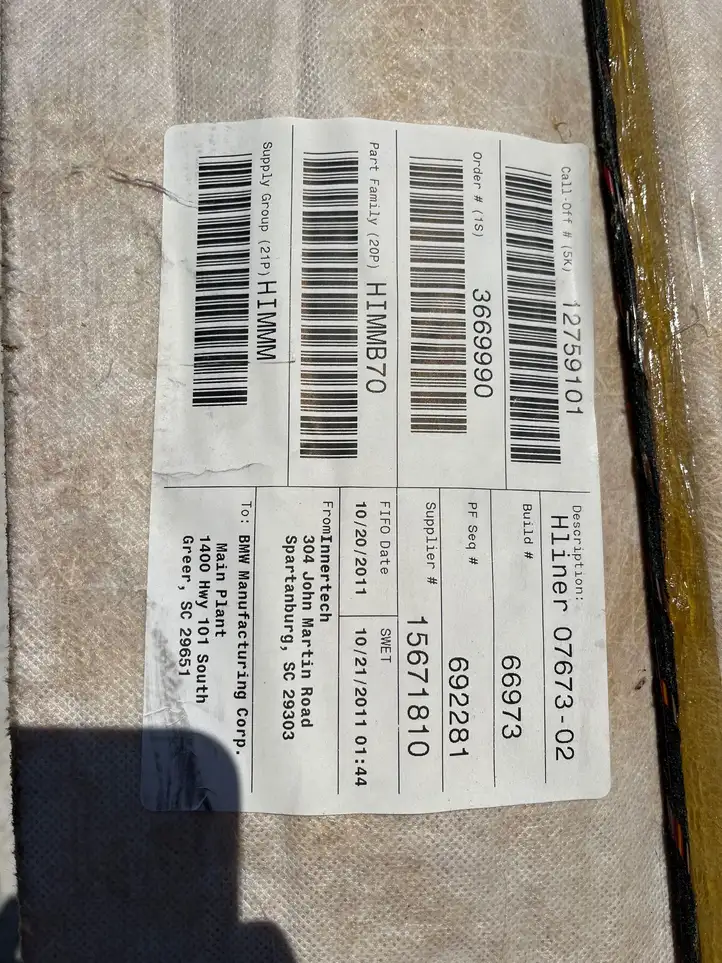 Call-Off # (5K) 12759101
Order # (1S) 3669990
Part Family (20P) HIMMB70
Supply Group (21P) HIMMM
Description:
Hliner 07673-02
Build # 66973
PF Seq # 692281
Supplier # 15671810
FIFO Date
10/20/2011
SWET
10/21/2011 01:44
From Innertech
304 John Martin Road
Spartanburg, SC 29303
To: BMW Manufacturing Corp.
Main Plant
1400 Hwy 101 South
Greer, SC 29651